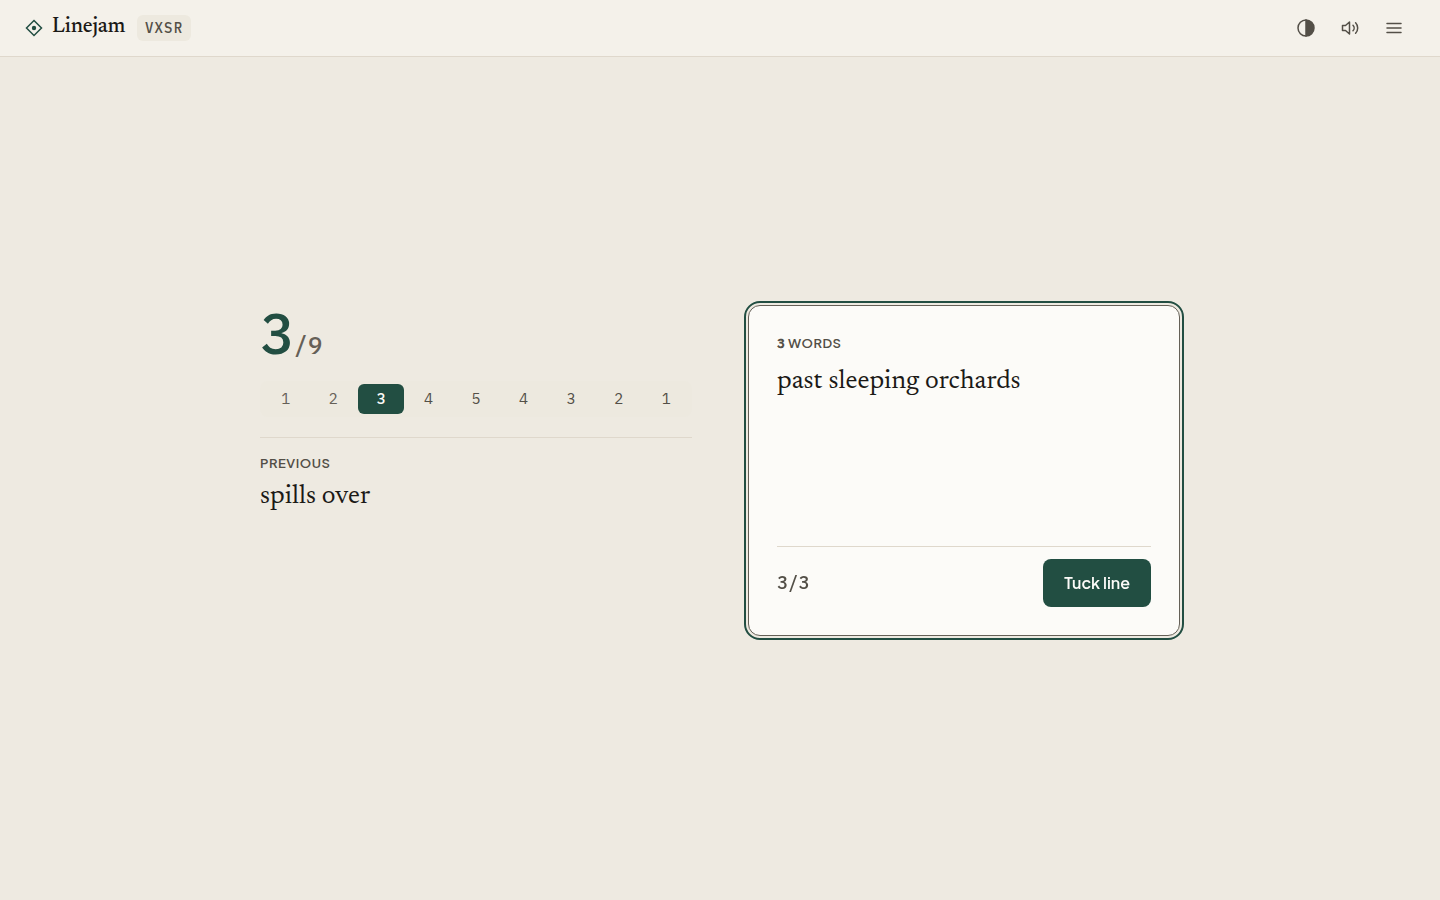 Linejam VXSR
3/9
1 2 3 4 5 4 3 2 1
PREVIOUS
spills over
3 WORDS
past sleeping orchards
3/3
Tuck line